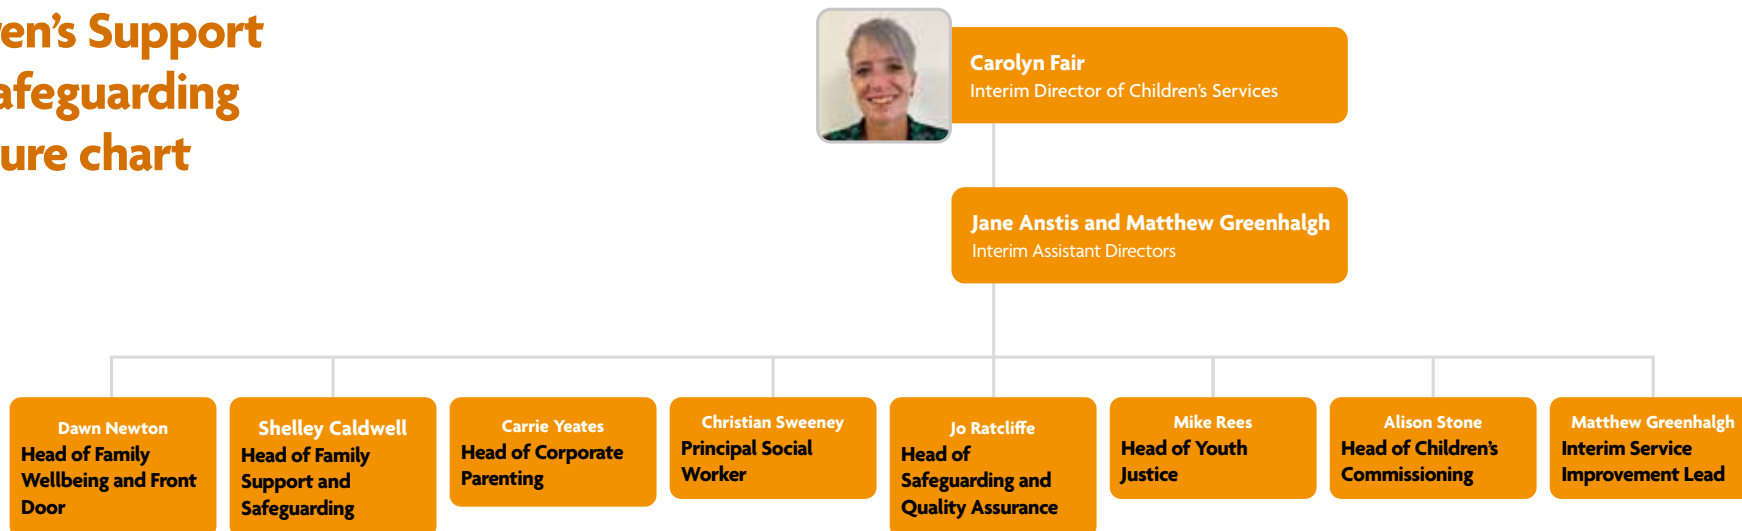 ren's Support
afeguarding
ure chart
Carolyn Fair
Interim Director of Children's Services
Jane Anstis and Matthew Greenhalgh
Interim Assistant Directors
Dawn Newton
Head of Family
Wellbeing and Front
Door
Shelley Caldwell
Head of Family
Support and
Safeguarding
Carrie Yeates
Head of Corporate
Parenting
Christian Sweeney
Principal Social
Worker
Jo Ratcliffe
Head of
Safeguarding and
Quality Assurance
Mike Rees
Head of Youth
Justice
Alison Stone
Head of Children's
Commissioning
Matthew Greenhalgh
Interim Service
Improvement Lead